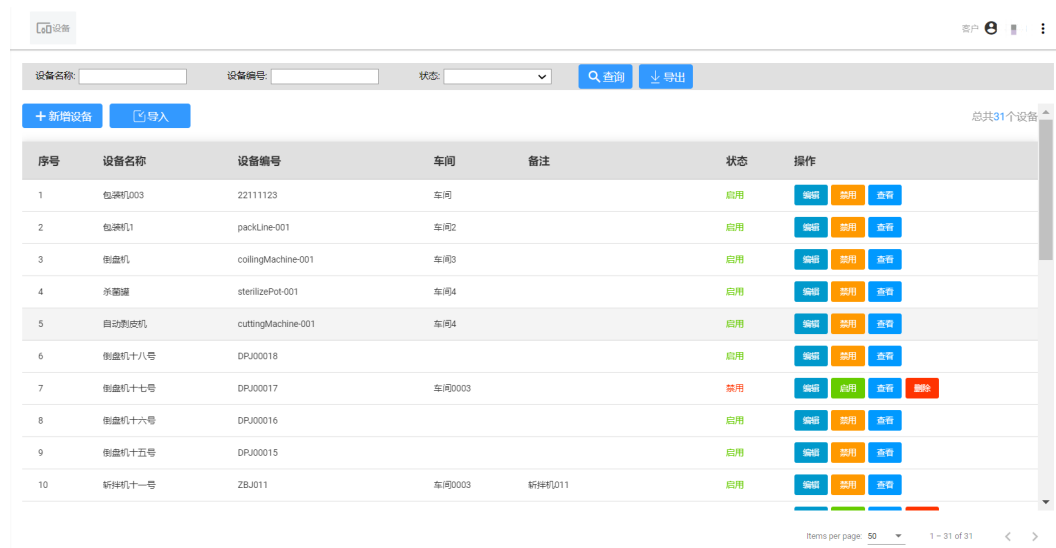 设备
客户
设备名称: 设备编号: 状态: 查询 导出
新增设备 导入 总共31个设备
序号 设备名称 设备编号 车间 备注 状态 操作
1 包装机003 22111123 车间 启用 编辑 禁用 查看
2 包装机1 packLine-001 车间2 启用 编辑 禁用 查看
3 倒盘机 coilingMachine-001 车间3 启用 编辑 禁用 查看
4 杀菌罐 sterilizePot-001 车间4 启用 编辑 禁用 查看
5 自动剥皮机 cuttingMachine-001 车间4 启用 编辑 禁用 查看
6 倒盘机十八号 DPJ00018 启用 编辑 禁用 查看
7 倒盘机十七号 DPJ00017 车间0003 禁用 编辑 启用 查看 删除
8 倒盘机十六号 DPJ00016 启用 编辑 禁用 查看
9 倒盘机十五号 DPJ00015 启用 编辑 禁用 查看
10 斩拌机十一号 ZBJ011 车间0003 斩拌机011 启用 编辑 禁用 查看
Items per page: 50 1 – 31 of 31